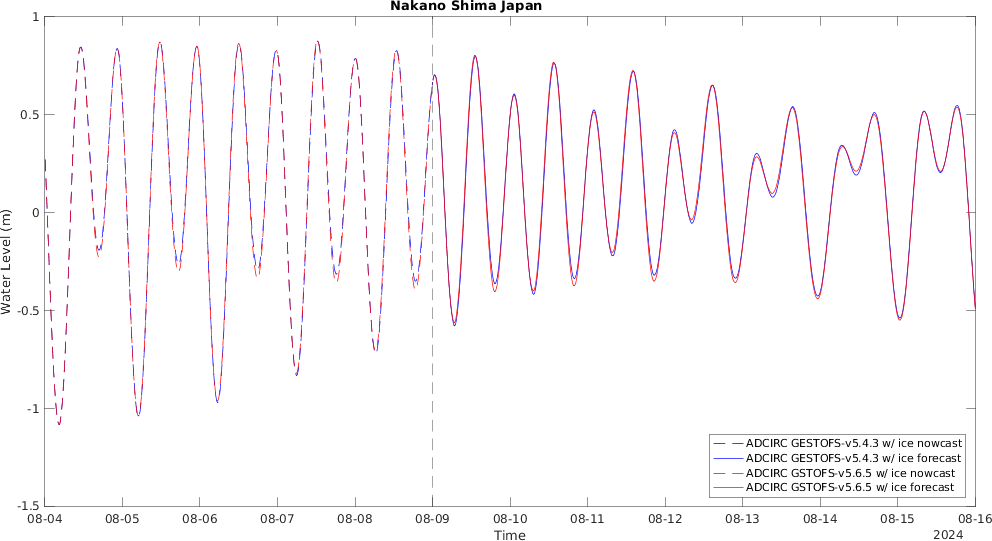 Nakano Shima Japan
1
0.5
0
-0.5
-1
-1.5
Water Level (m)
ADCIRC GESTOFS-v5.4.3 w/ ice nowcast
ADCIRC GESTOFS-v5.4.3 w/ ice forecast
ADCIRC GSTOFS-v5.6.5 w/ ice nowcast
ADCIRC GSTOFS-v5.6.5 w/ ice forecast
08-04 08-05 08-06 08-07 08-08 08-09 08-10 08-11 08-12 08-13 08-14 08-15 08-16
Time
2024